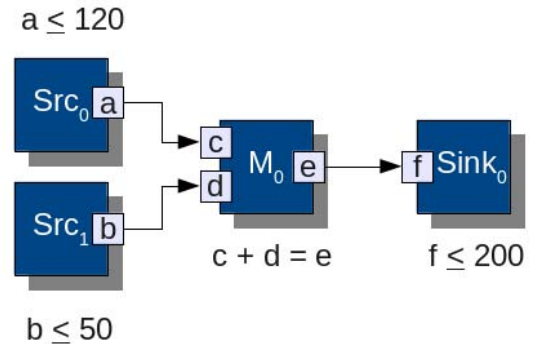 a ≤ 120
Src₀ a
c
M₀ e
f Sink₀
d
Src₁ b
c + d = e
f ≤ 200
b ≤ 50